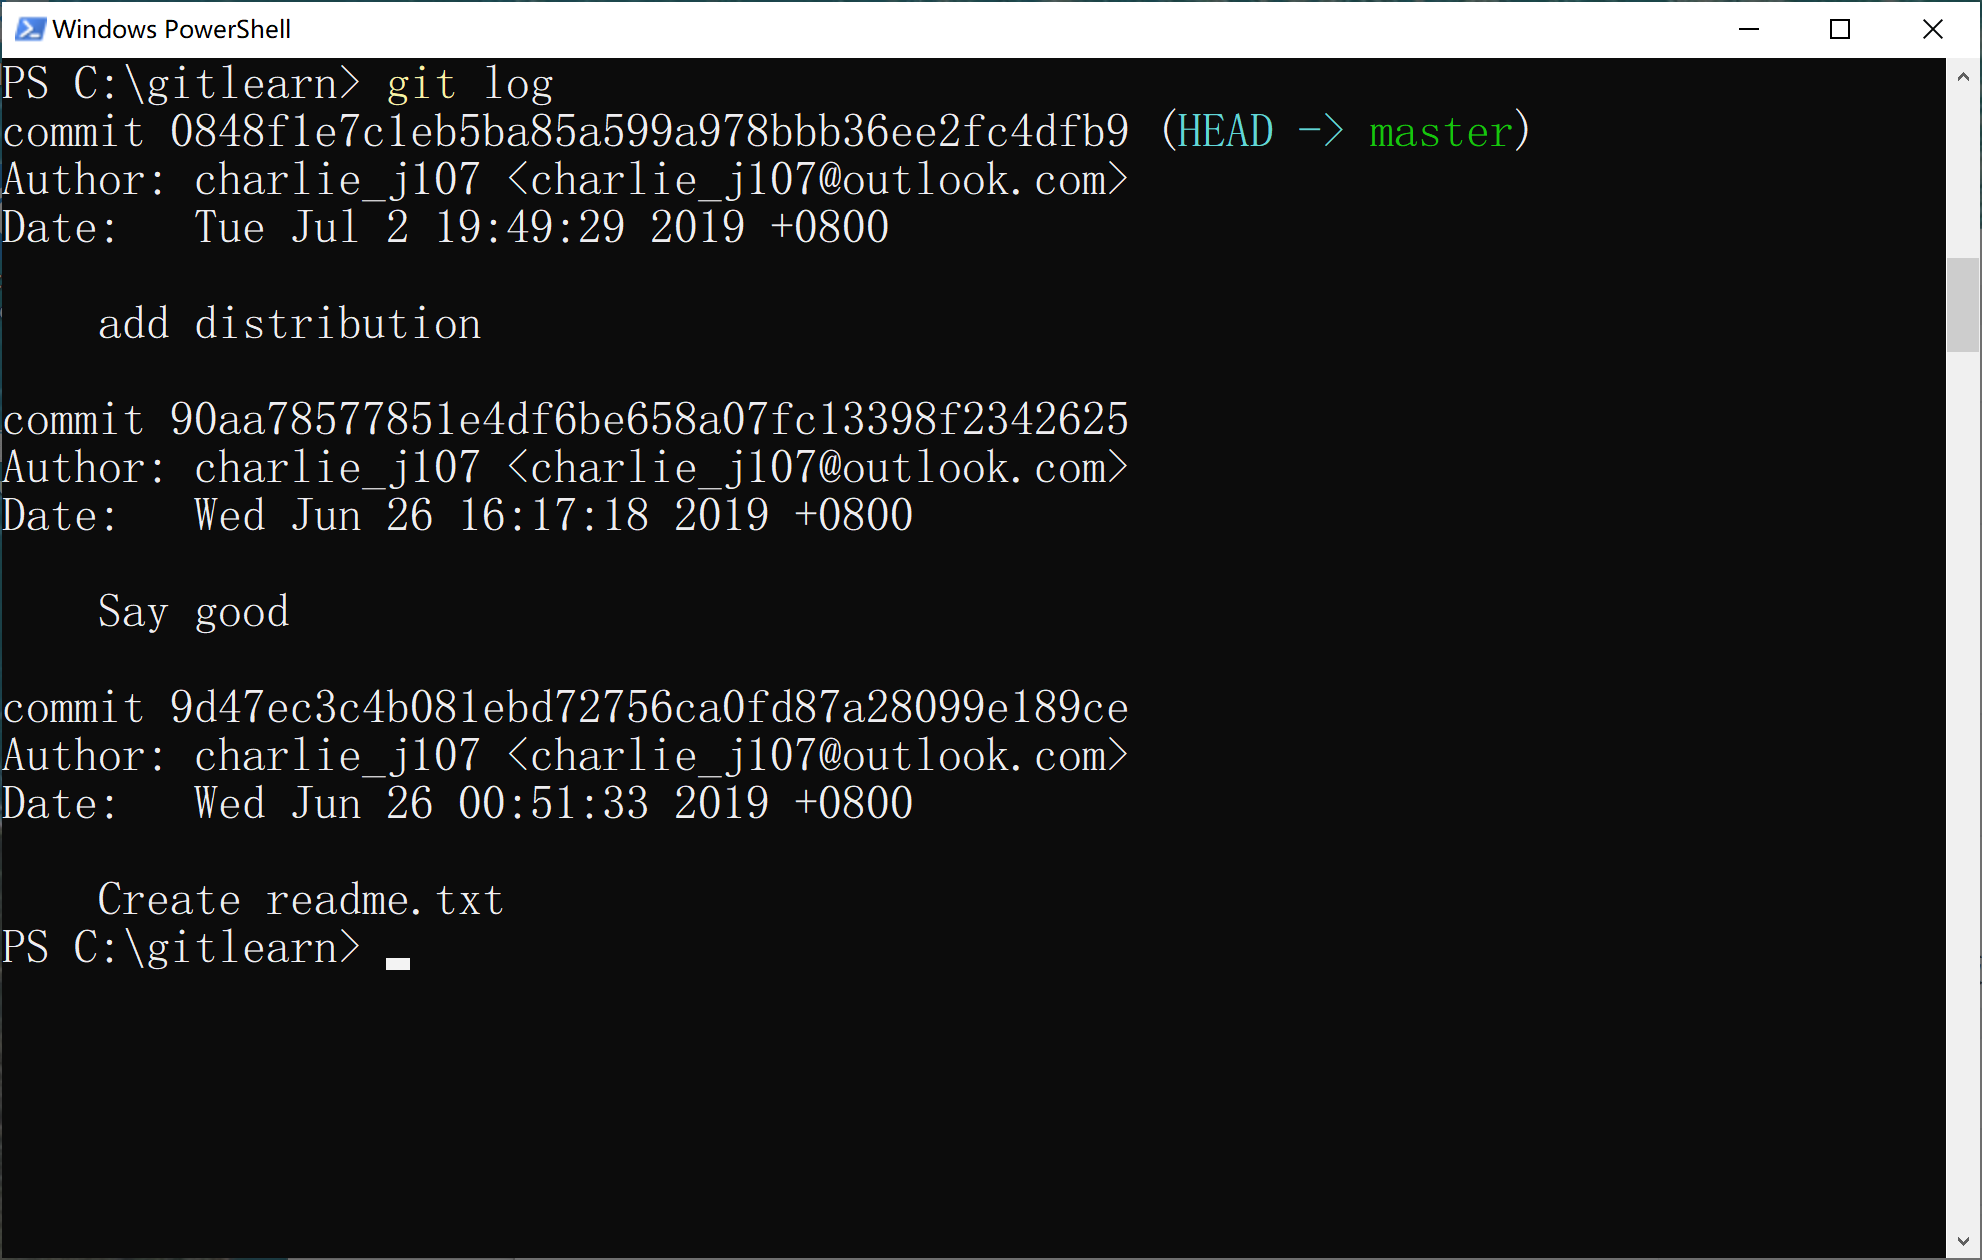 Windows PowerShell
PS C:\gitlearn> git log
commit 0848f1e7c1eb5ba85a599a978bbb36ee2fc4dfb9 (HEAD -> master)
Author: charlie_j107 <charlie_j107@outlook.com>
Date:   Tue Jul 2 19:49:29 2019 +0800
    add distribution
commit 90aa78577851e4df6be658a07fc13398f2342625
Author: charlie_j107 <charlie_j107@outlook.com>
Date:   Wed Jun 26 16:17:18 2019 +0800
    Say good
commit 9d47ec3c4b081ebd72756ca0fd87a28099e189ce
Author: charlie_j107 <charlie_j107@outlook.com>
Date:   Wed Jun 26 00:51:33 2019 +0800
    Create readme.txt
PS C:\gitlearn>